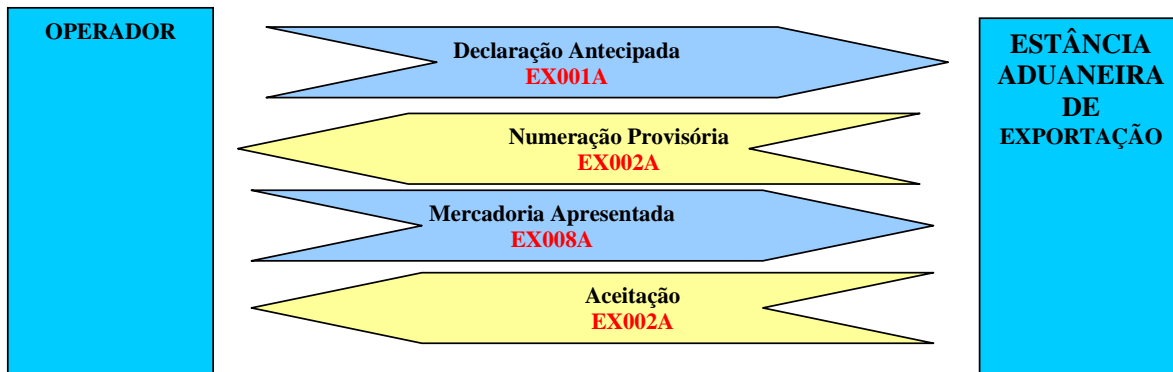 OPERADOR
Declaração Antecipada
EX001A
Numeração Provisória
EX002A
Mercadoria Apresentada
EX008A
Aceitação
EX002A
ESTÂNCIA
ADUANEIRA
DE
EXPORTAÇÃO